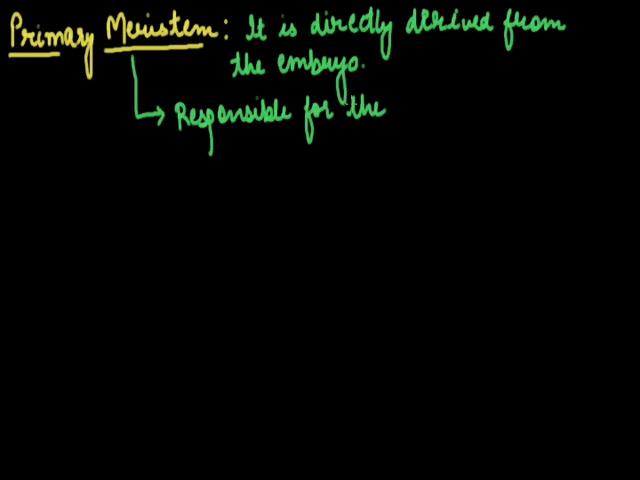 Primary Meristem: It is directly derived from
the embryo.
Responsible for the